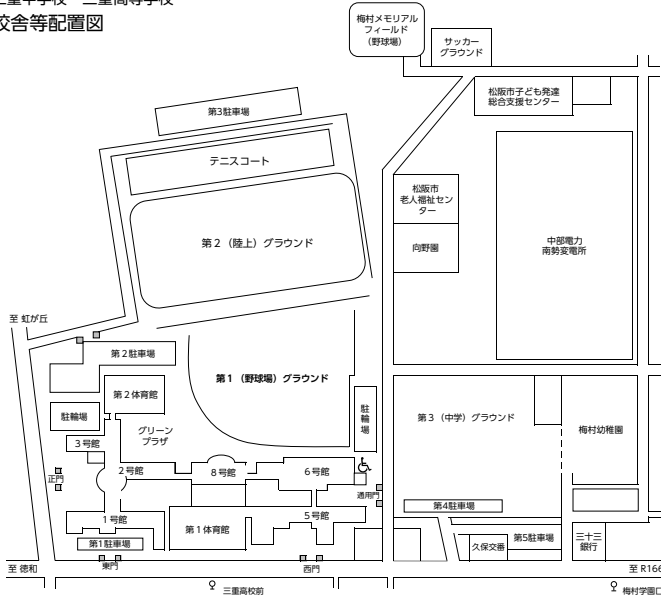 三重中学校 三重高等学校
校舎等配置図
梅村メモリアル
フィールド
（野球場）
サッカー
グラウンド
松阪市子ども発達
総合支援センター
第3駐車場
テニスコート
松阪市
老人福祉セン
ター
中部電力
南勢変電所
第２（陸上）グラウンド
向野園
至 虹が丘
第２駐車場
第１（野球場）グラウンド
第２体育館
駐輪場
駐
輪
場
第３（中学）グラウンド
梅村幼稚園
グリーン
プラザ
３号館
２号館
８号館
６号館
正門
通用門
第4駐車場
１号館
第１体育館
５号館
第1駐車場
久保交番
第5駐車場
三十三
銀行
至 徳和
東門
西門
至 R166
三重高校前
梅村学園口